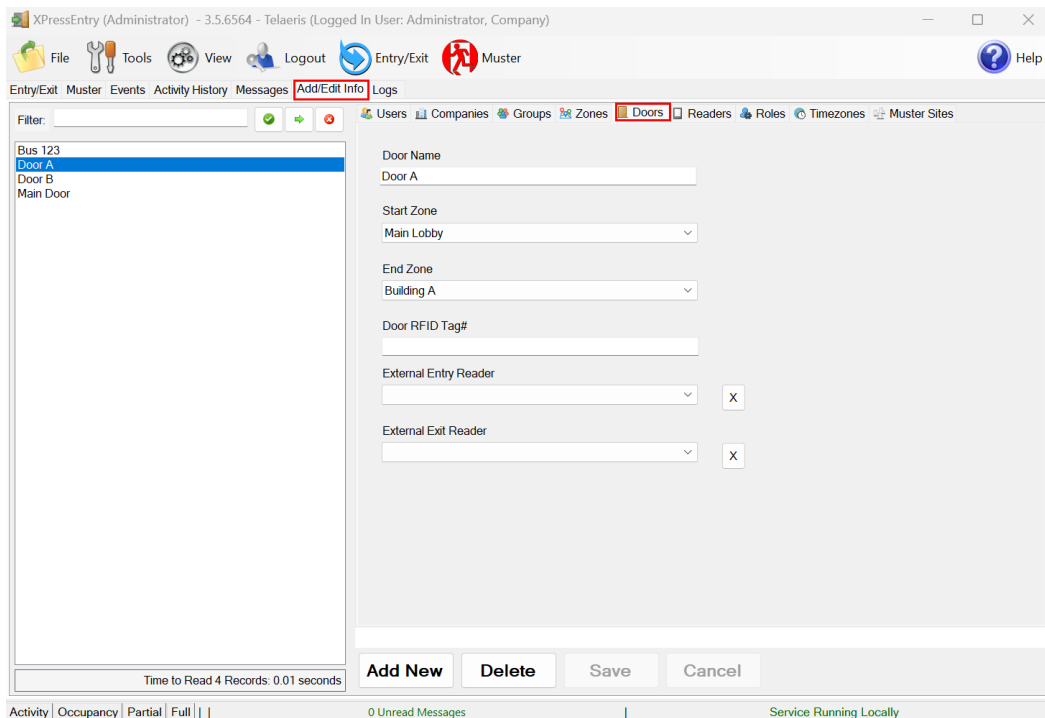 XPressEntry (Administrator) - 3.5.6564 - Telaeris (Logged In User: Administrator, Company)
File Tools View Logout Entry/Exit Muster Help
Entry/Exit Muster Events Activity History Messages Add/Edit Info Logs
Filter:
Users Companies Groups Zones Doors Readers Roles Timezones Muster Sites
Bus 123
Door A
Door B
Main Door
Door Name
Door A
Start Zone
Main Lobby
End Zone
Building A
Door RFID Tag#
External Entry Reader
X
External Exit Reader
X
Add New Delete Save Cancel
Time to Read 4 Records: 0.01 seconds
Activity | Occupancy | Partial | Full | | 0 Unread Messages | Service Running Locally